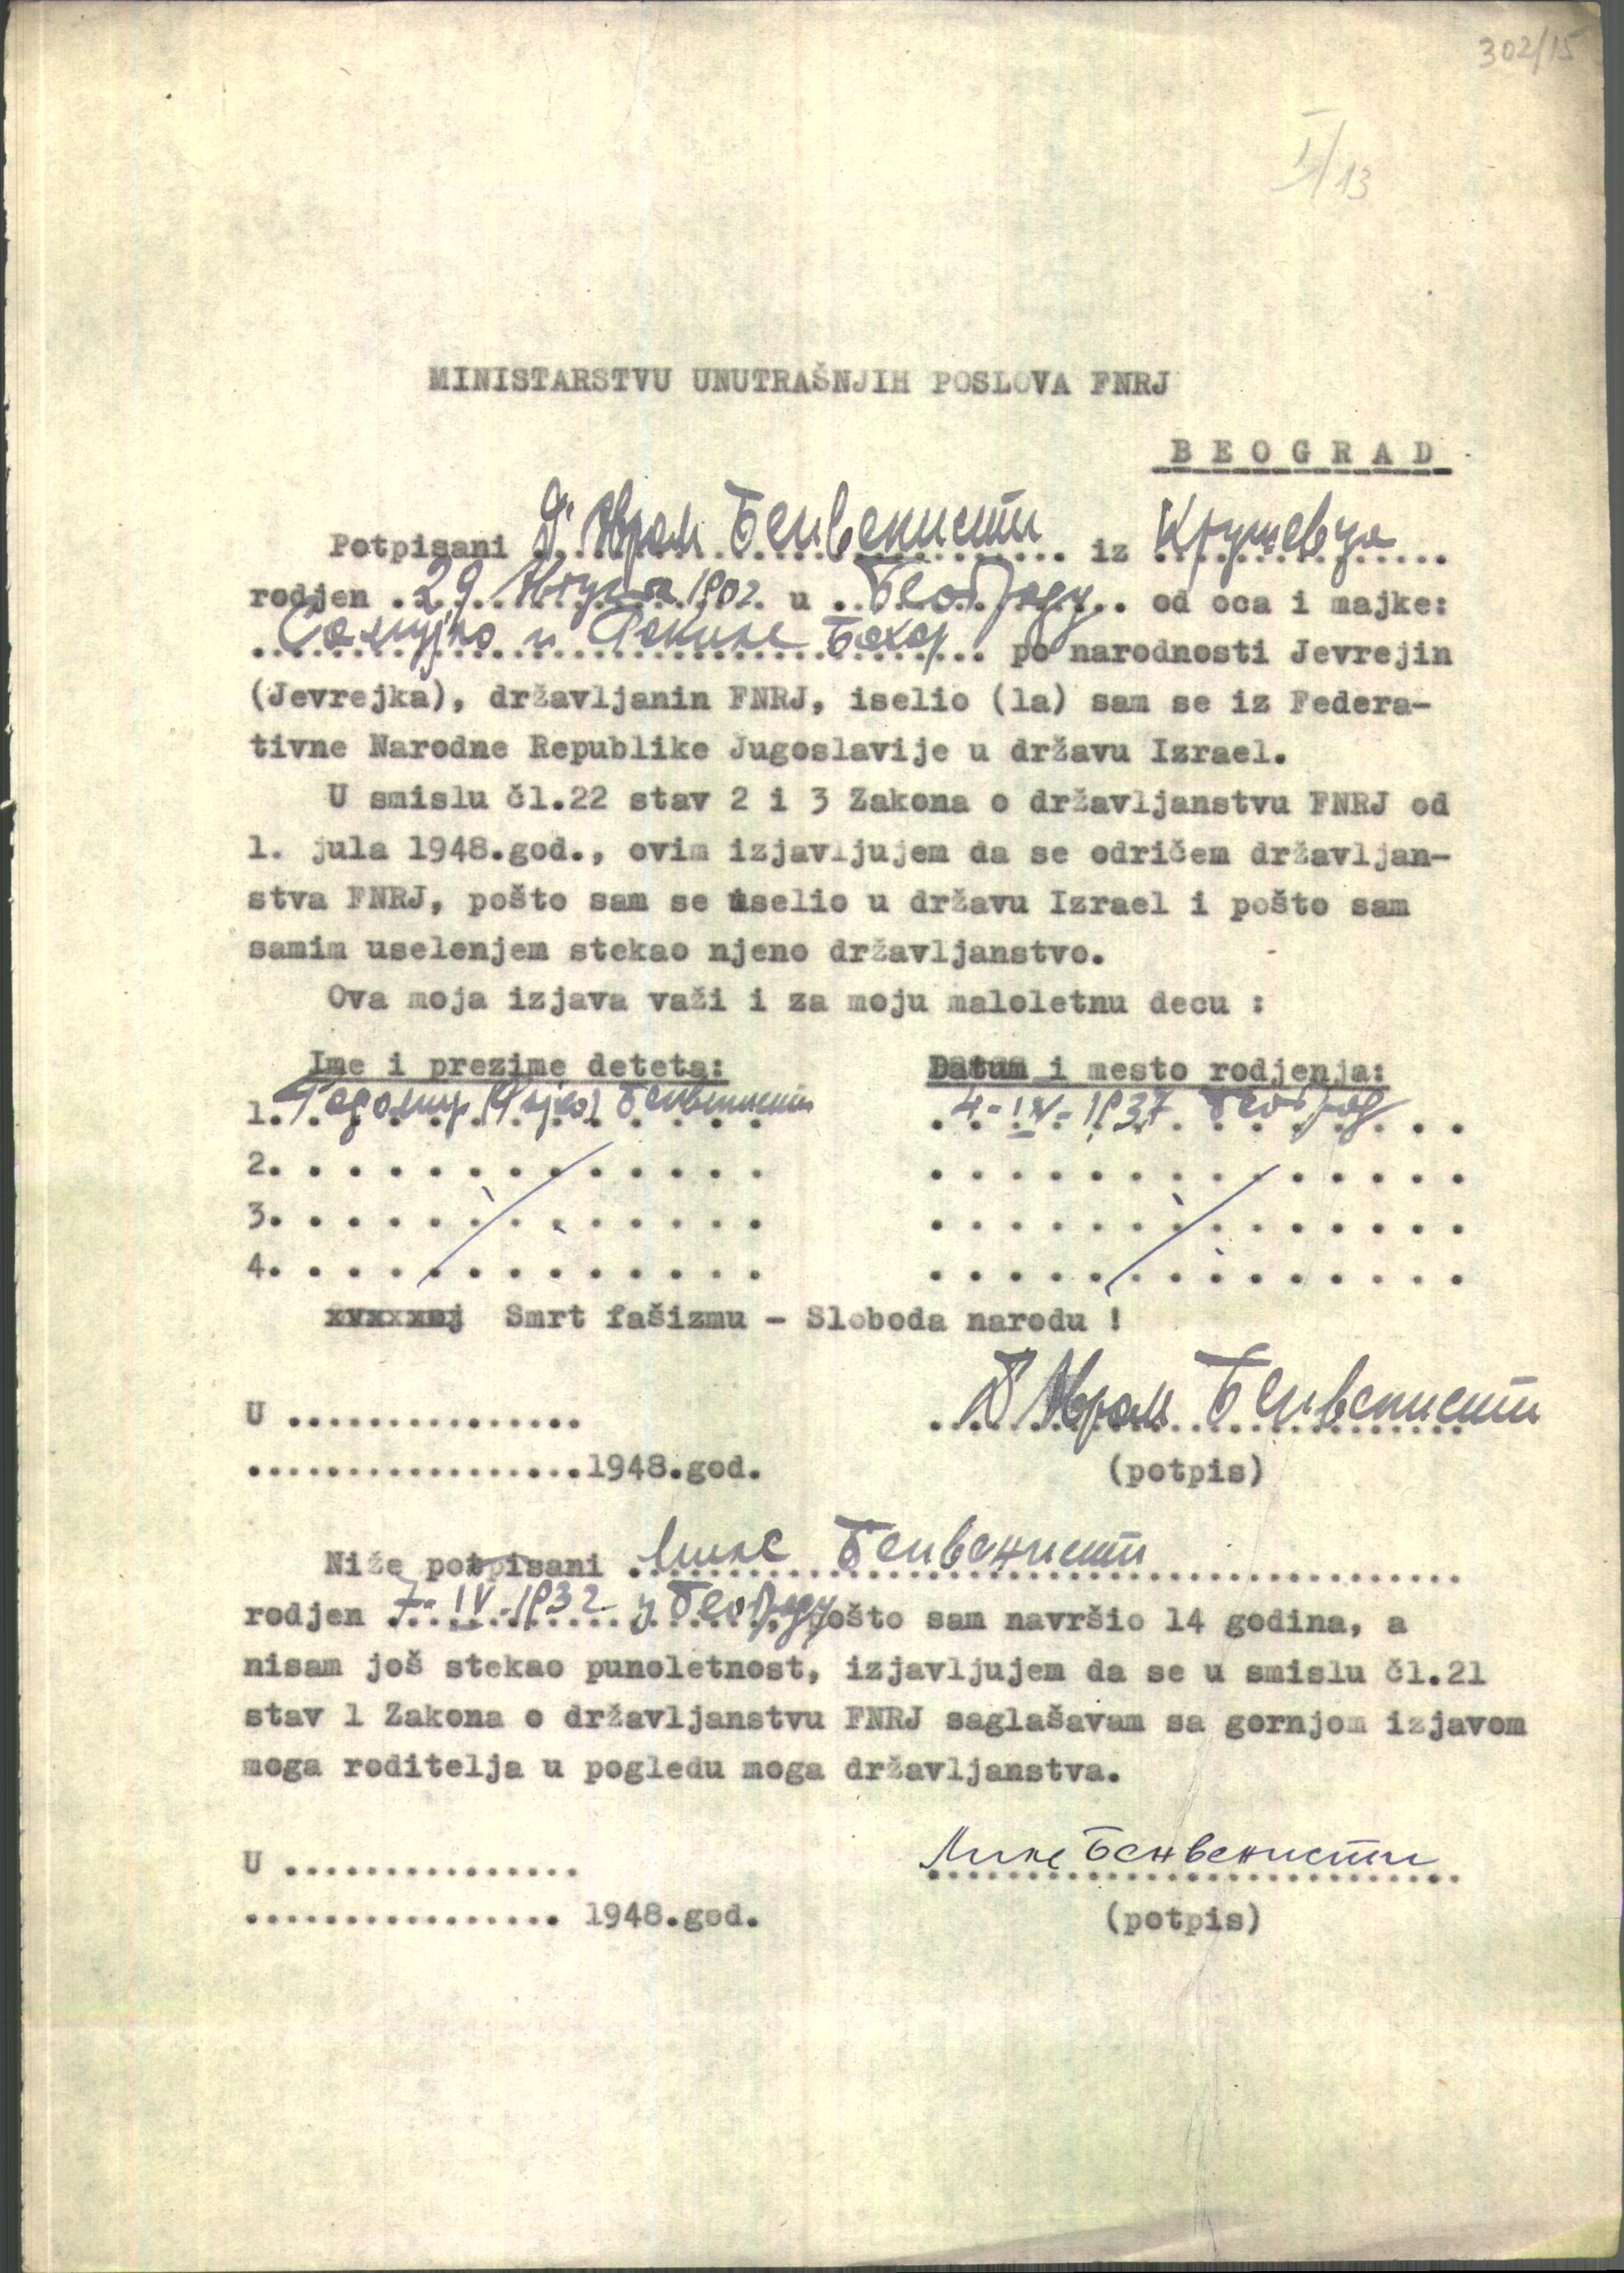 302/15
I/13
MINISTARSTVU UNUTRAŠNJIH POSLOVA FNRJ
B E O G R A D
Potpisani Др Аврам Бенвенисти iz Крушевца
rodjen 29 Августа 1902 u Београду od oca i majke:
и Бехор po narodnosti Jevrejin
(Jevrejka), državljanin FNRJ, iselio (la) sam se iz Federa-
tivne Narodne Republike Jugoslavije u državu Izrael.
U smislu čl.22 stav 2 i 3 Zakona o državljanstvu FNRJ od
1. jula 1948.god., ovim izjavljujem da se odričem državljan-
stva FNRJ, pošto sam se iselio u državu Izrael i pošto sam
samim uselenjem stekao njeno državljanstvo.
Ova moja izjava važi i za moju maloletnu decu :
Ime i prezime deteta: Datum i mesto rodjenja:
1. Бенвенисти 4-IV-1937 Београд
2.
3.
4.
Smrt fašizmu - Sloboda narodu !
U ............... Др Аврам Бенвенисти
.................1948.god. (potpis)
Niže potpisani Бенвенисти
rodjen 7-IV-1932 у Београду pošto sam navršio 14 godina, a
nisam još stekao punoletnost, izjavljujem da se u smislu čl.21
stav 1 Zakona o državljanstvu FNRJ saglašavam sa gornjom izjavom
moga roditelja u pogledu moga državljanstva.
U ............... Бенвенисти
................ 1948.god. (potpis)